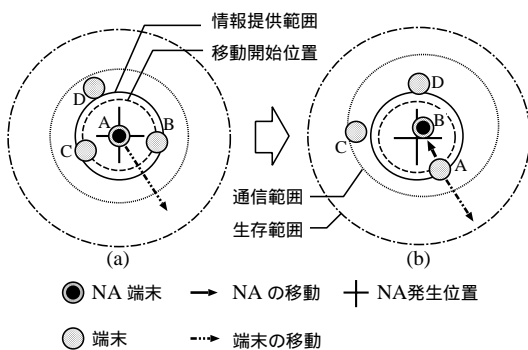 情報提供範囲
移動開始位置
D
A
B
C
D
B
C
A
通信範囲
生存範囲
(a)
(b)
NA 端末
NA の移動
NA発生位置
端末
端末の移動